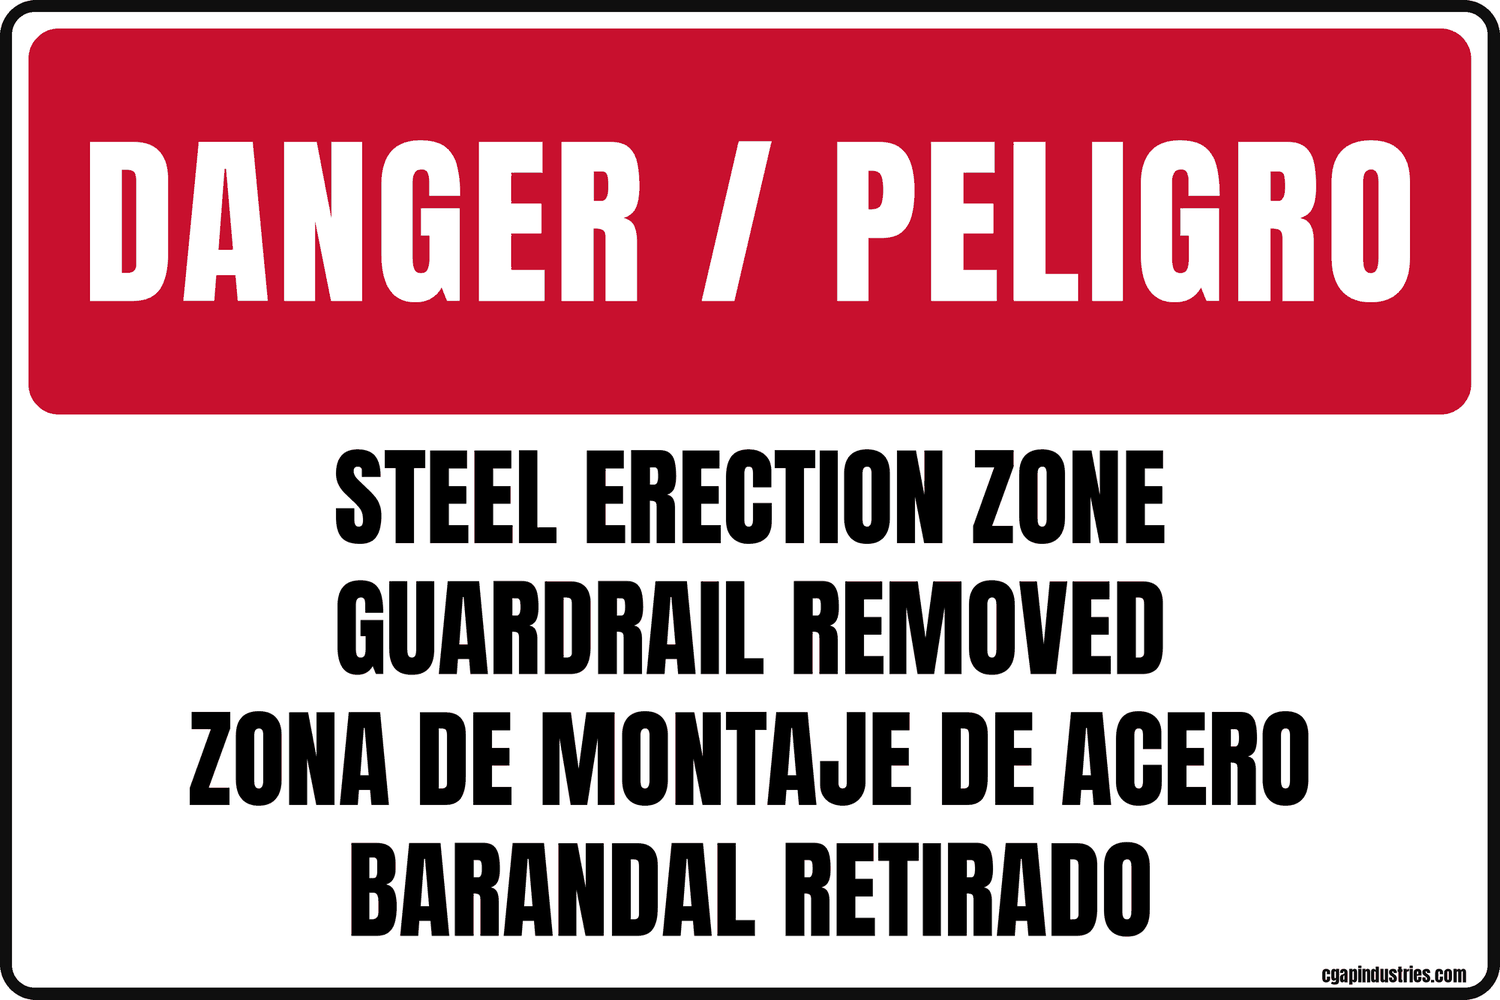 DANGER / PELIGRO
STEEL ERECTION ZONE
GUARDRAIL REMOVED
ZONA DE MONTAJE DE ACERO
BARANDAL RETIRADO
cgapindustries.com